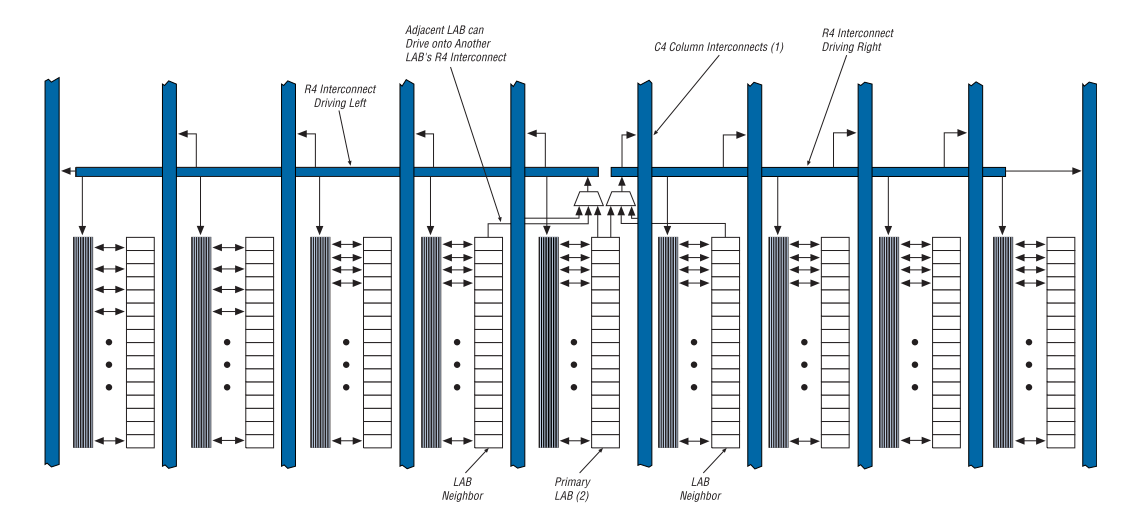 Adjacent LAB can
Drive onto Another
LAB's R4 Interconnect
C4 Column Interconnects (1)
R4 Interconnect
Driving Right
R4 Interconnect
Driving Left
LAB
Neighbor
Primary
LAB (2)
LAB
Neighbor